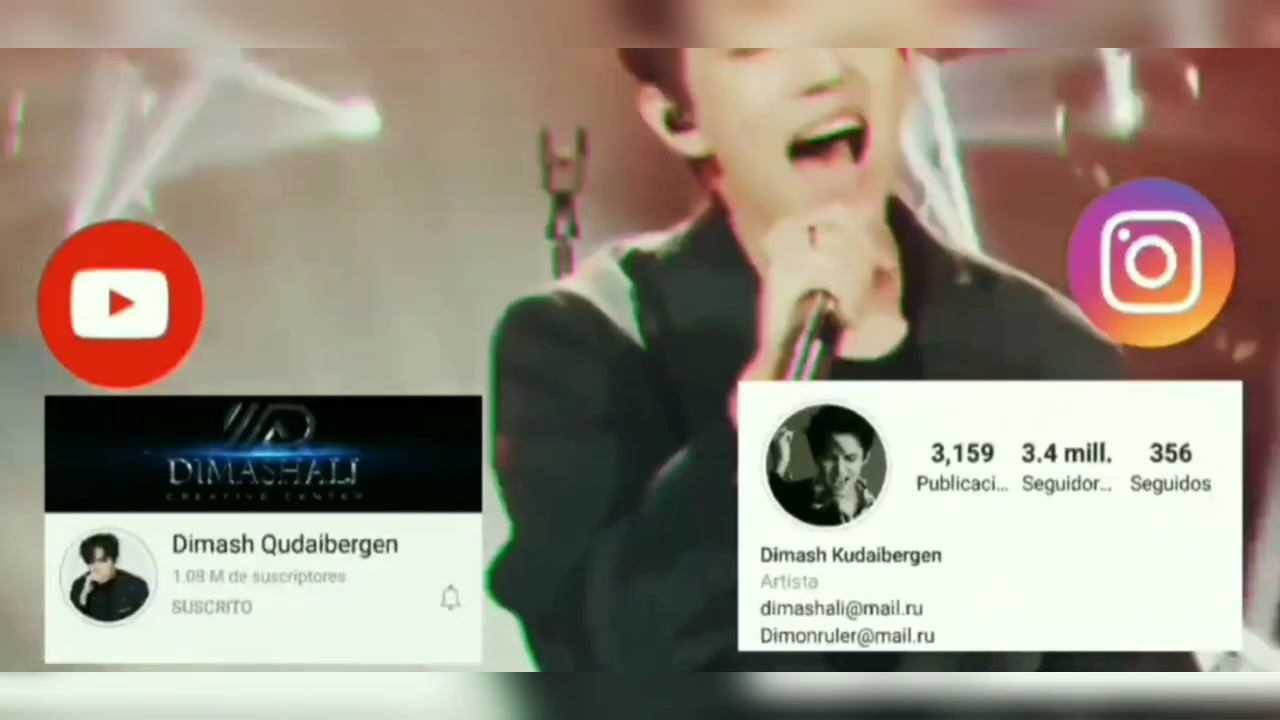 DIMASHALI
CREATIVE CENTER
Dimash Qudaibergen
1.08 M de suscriptores
SUSCRITO
3,159 3.4 mill. 356
Publicaci... Seguidor... Seguidos
Dimash Kudaibergen
Artista
dimashali@mail.ru
Dimonruler@mail.ru